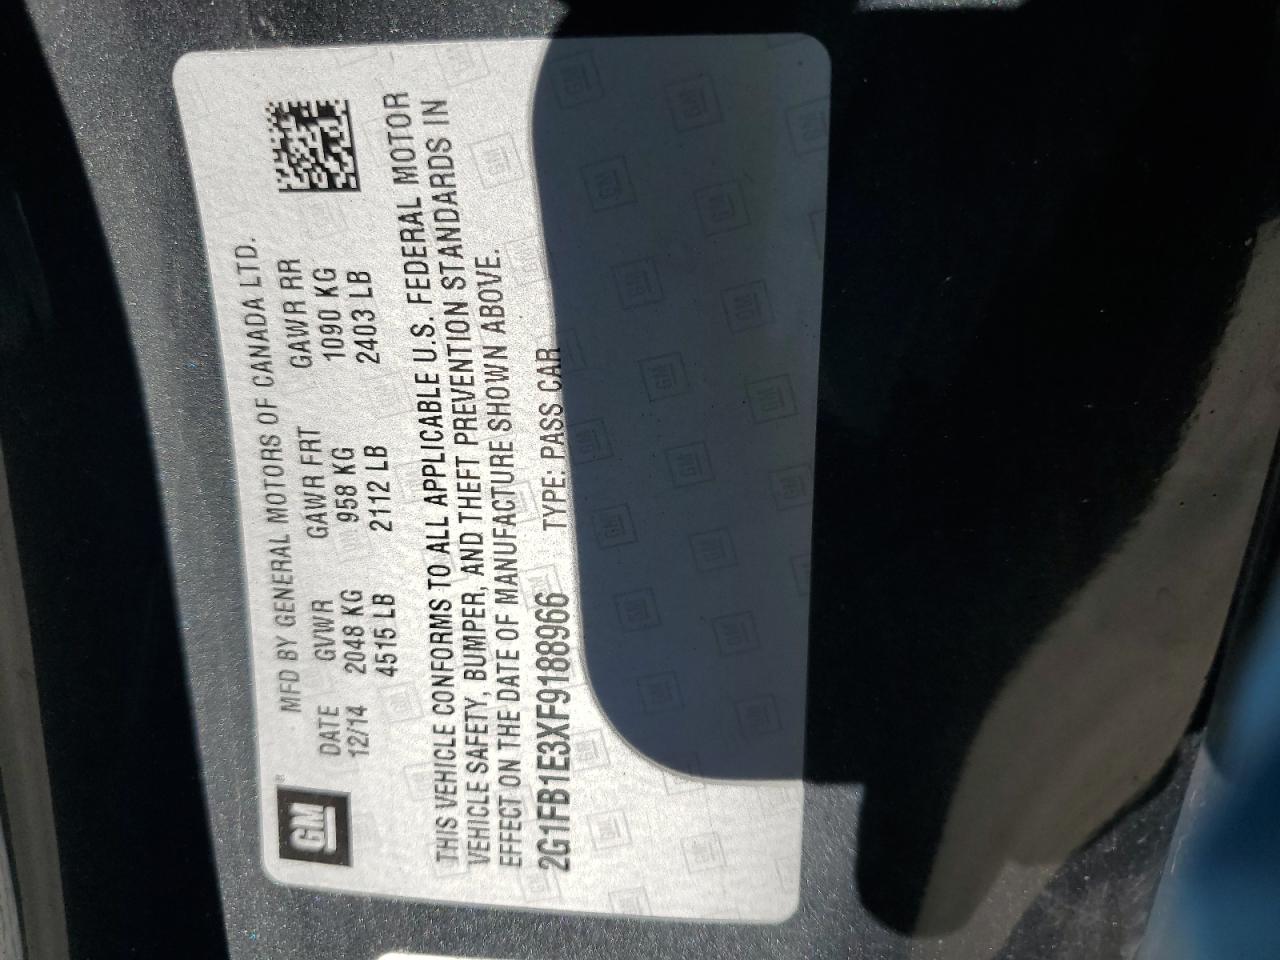 GM®
MFD BY GENERAL MOTORS OF CANADA LTD.
DATE GVWR GAWR FRT GAWR RR
12/14 2048 KG 958 KG 1090 KG
4515 LB 2112 LB 2403 LB
THIS VEHICLE CONFORMS TO ALL APPLICABLE U.S. FEDERAL MOTOR
VEHICLE SAFETY, BUMPER, AND THEFT PREVENTION STANDARDS IN
EFFECT ON THE DATE OF MANUFACTURE SHOWN ABOVE.
2G1FB1E3XF9188966 TYPE: PASS CAR